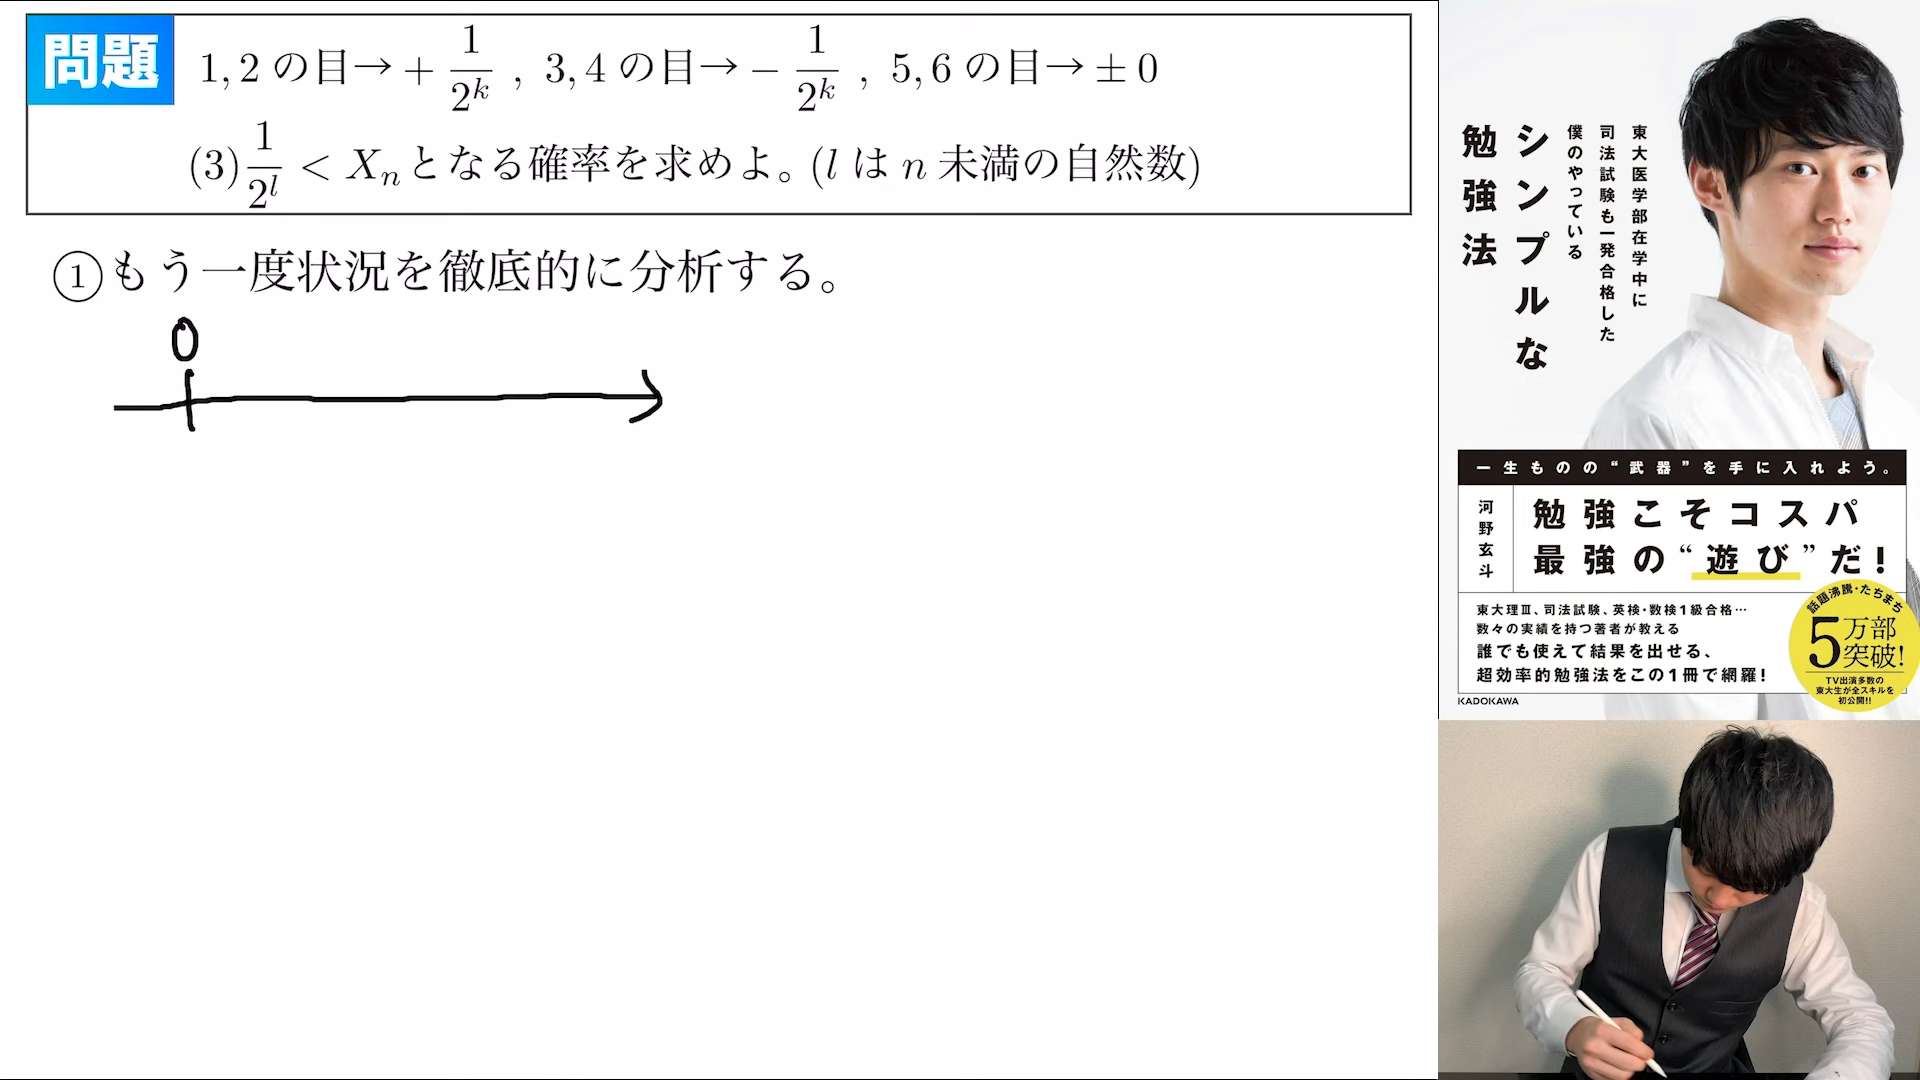 問題
1, 2 の目→ + 1/2^k , 3, 4 の目→ − 1/2^k , 5, 6 の目→ ± 0
(3) 1/2^l < X_n となる確率を求めよ。(l は n 未満の自然数)
①もう一度状況を徹底的に分析する。
0
東大医学部在学中に
司法試験も一発合格した
僕のやっている
シンプルな
勉強法
一生ものの“武器”を手に入れよう。
河野玄斗
勉強こそコスパ
最強の“遊び”だ!
東大理Ⅲ、司法試験、英検・数検1級合格…
数々の実績を持つ著者が教える
誰でも使えて結果を出せる、
超効率的勉強法をこの1冊で網羅!
話題沸騰・たちまち
5万部
突破!
TV出演多数の
東大生が全スキルを
初公開!!
KADOKAWA